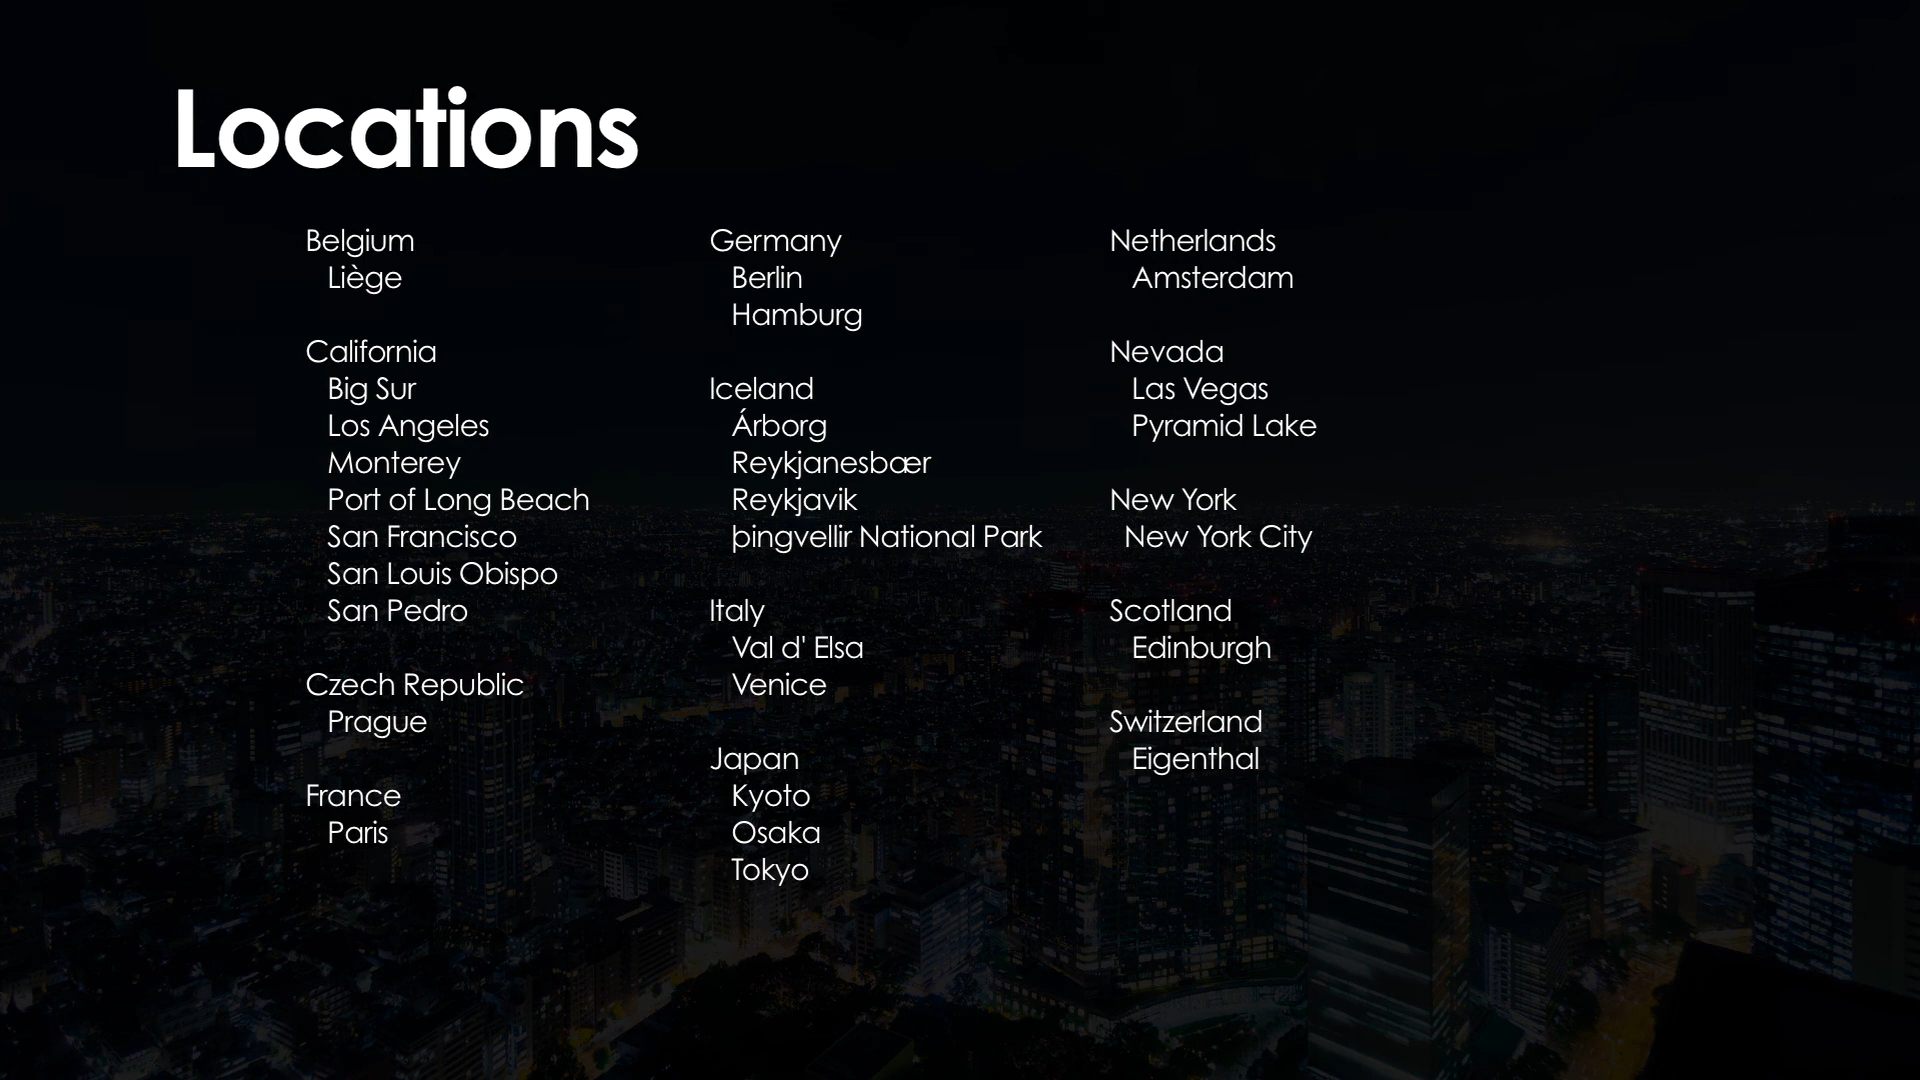 Locations
Belgium
Liège
California
Big Sur
Los Angeles
Monterey
Port of Long Beach
San Francisco
San Louis Obispo
San Pedro
Czech Republic
Prague
France
Paris
Germany
Berlin
Hamburg
Iceland
Árborg
Reykjanesbær
Reykjavik
þingvellir National Park
Italy
Val d' Elsa
Venice
Japan
Kyoto
Osaka
Tokyo
Netherlands
Amsterdam
Nevada
Las Vegas
Pyramid Lake
New York
New York City
Scotland
Edinburgh
Switzerland
Eigenthal